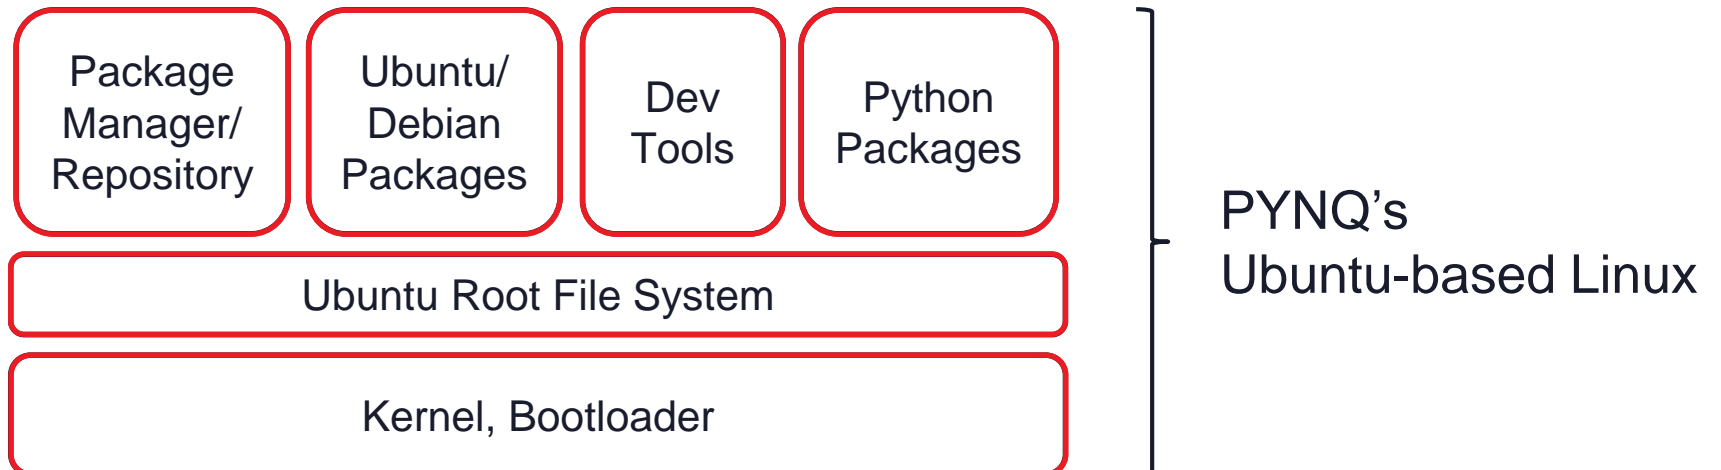 Package
Manager/
Repository
Ubuntu/
Debian
Packages
Dev
Tools
Python
Packages
Ubuntu Root File System
Kernel, Bootloader
PYNQ’s
Ubuntu-based Linux